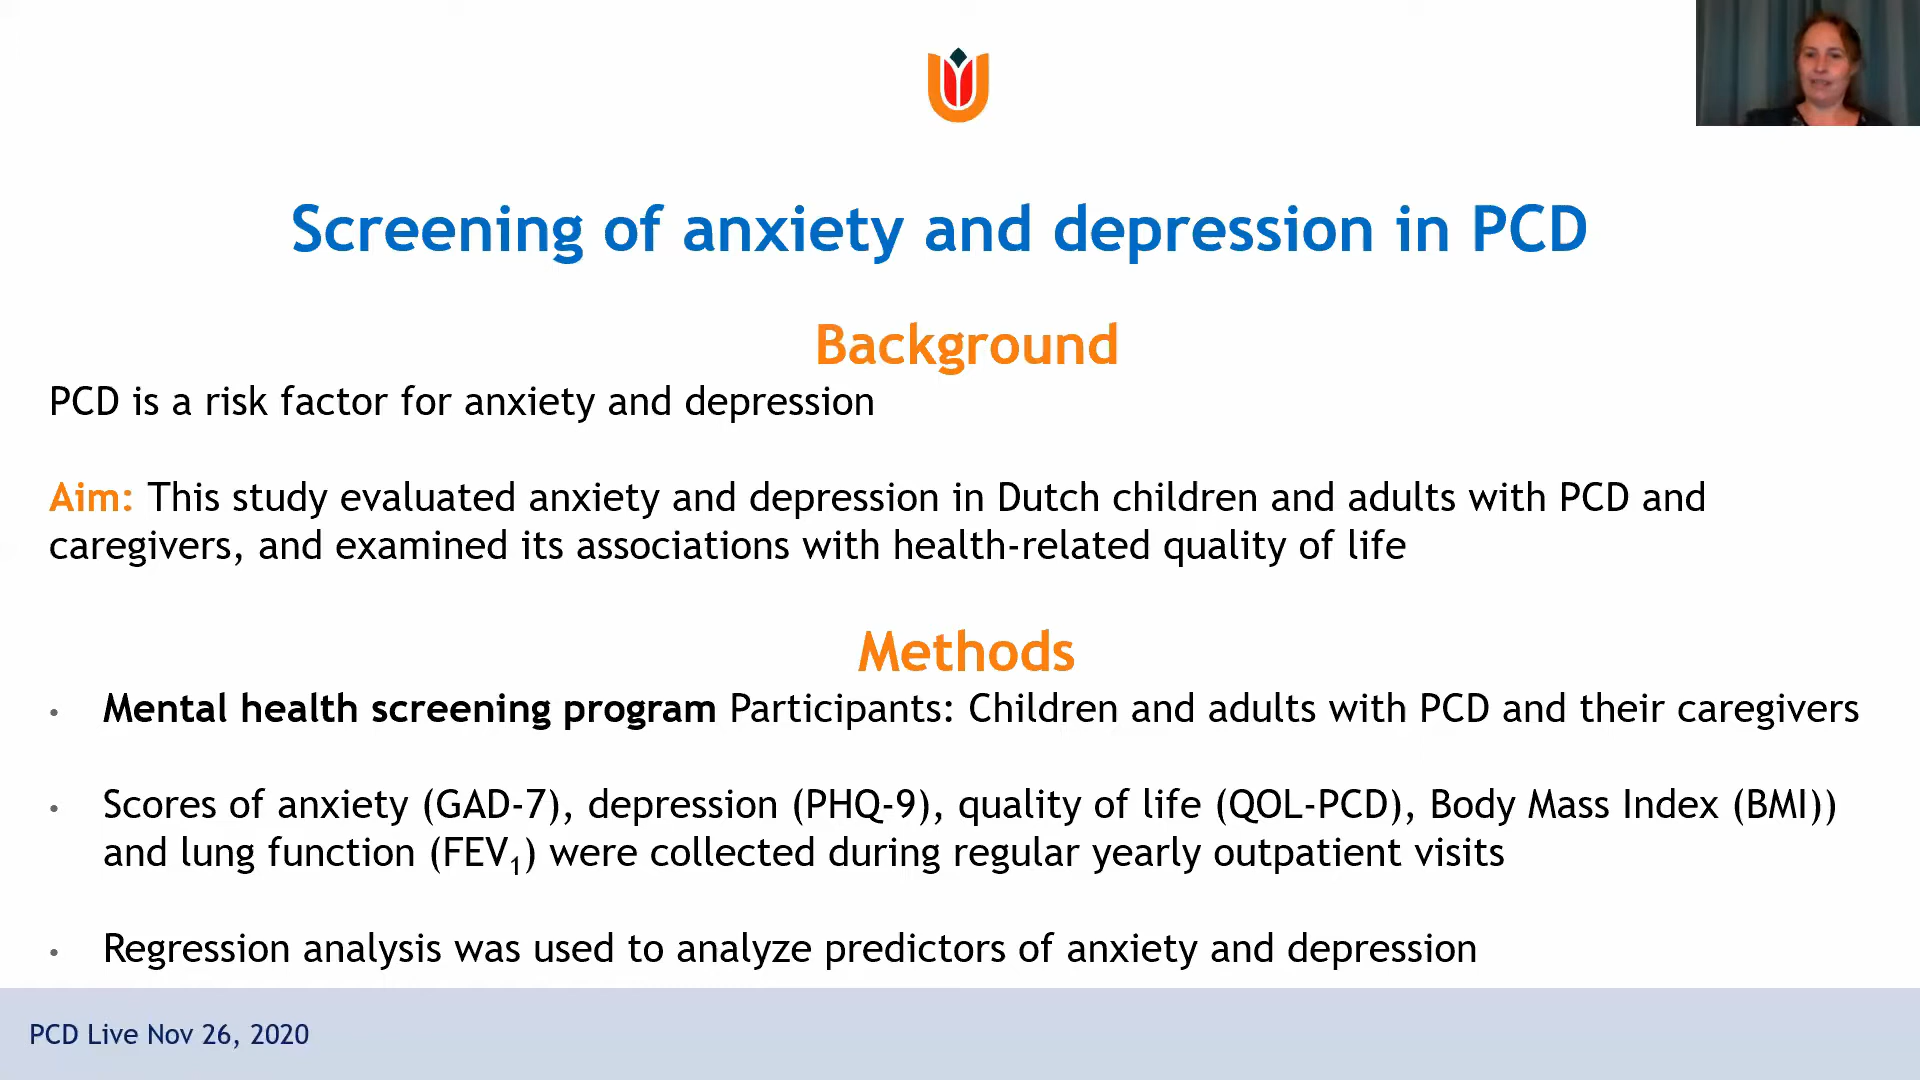 Screening of anxiety and depression in PCD
Background
PCD is a risk factor for anxiety and depression
Aim: This study evaluated anxiety and depression in Dutch children and adults with PCD and
caregivers, and examined its associations with health-related quality of life
Methods
• Mental health screening program Participants: Children and adults with PCD and their caregivers
• Scores of anxiety (GAD-7), depression (PHQ-9), quality of life (QOL-PCD), Body Mass Index (BMI))
and lung function (FEV₁) were collected during regular yearly outpatient visits
• Regression analysis was used to analyze predictors of anxiety and depression
PCD Live Nov 26, 2020